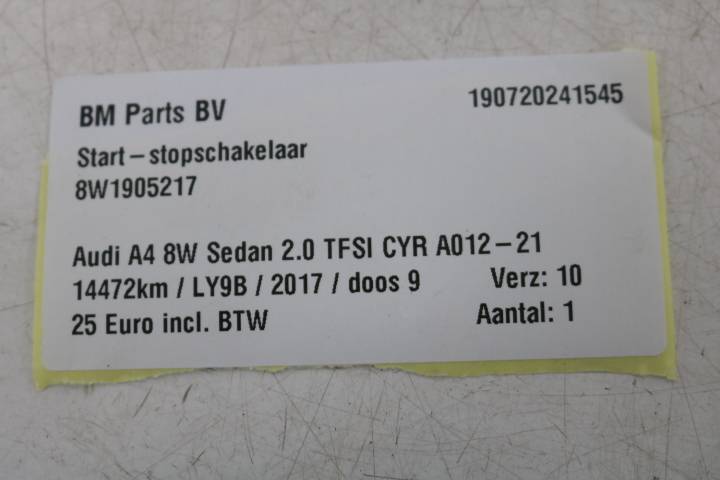 BM Parts BV 190720241545
Start – stopschakelaar
8W1905217
Audi A4 8W Sedan 2.0 TFSI CYR A012 – 21
14472km / LY9B / 2017 / doos 9 Verz: 10
25 Euro incl. BTW Aantal: 1